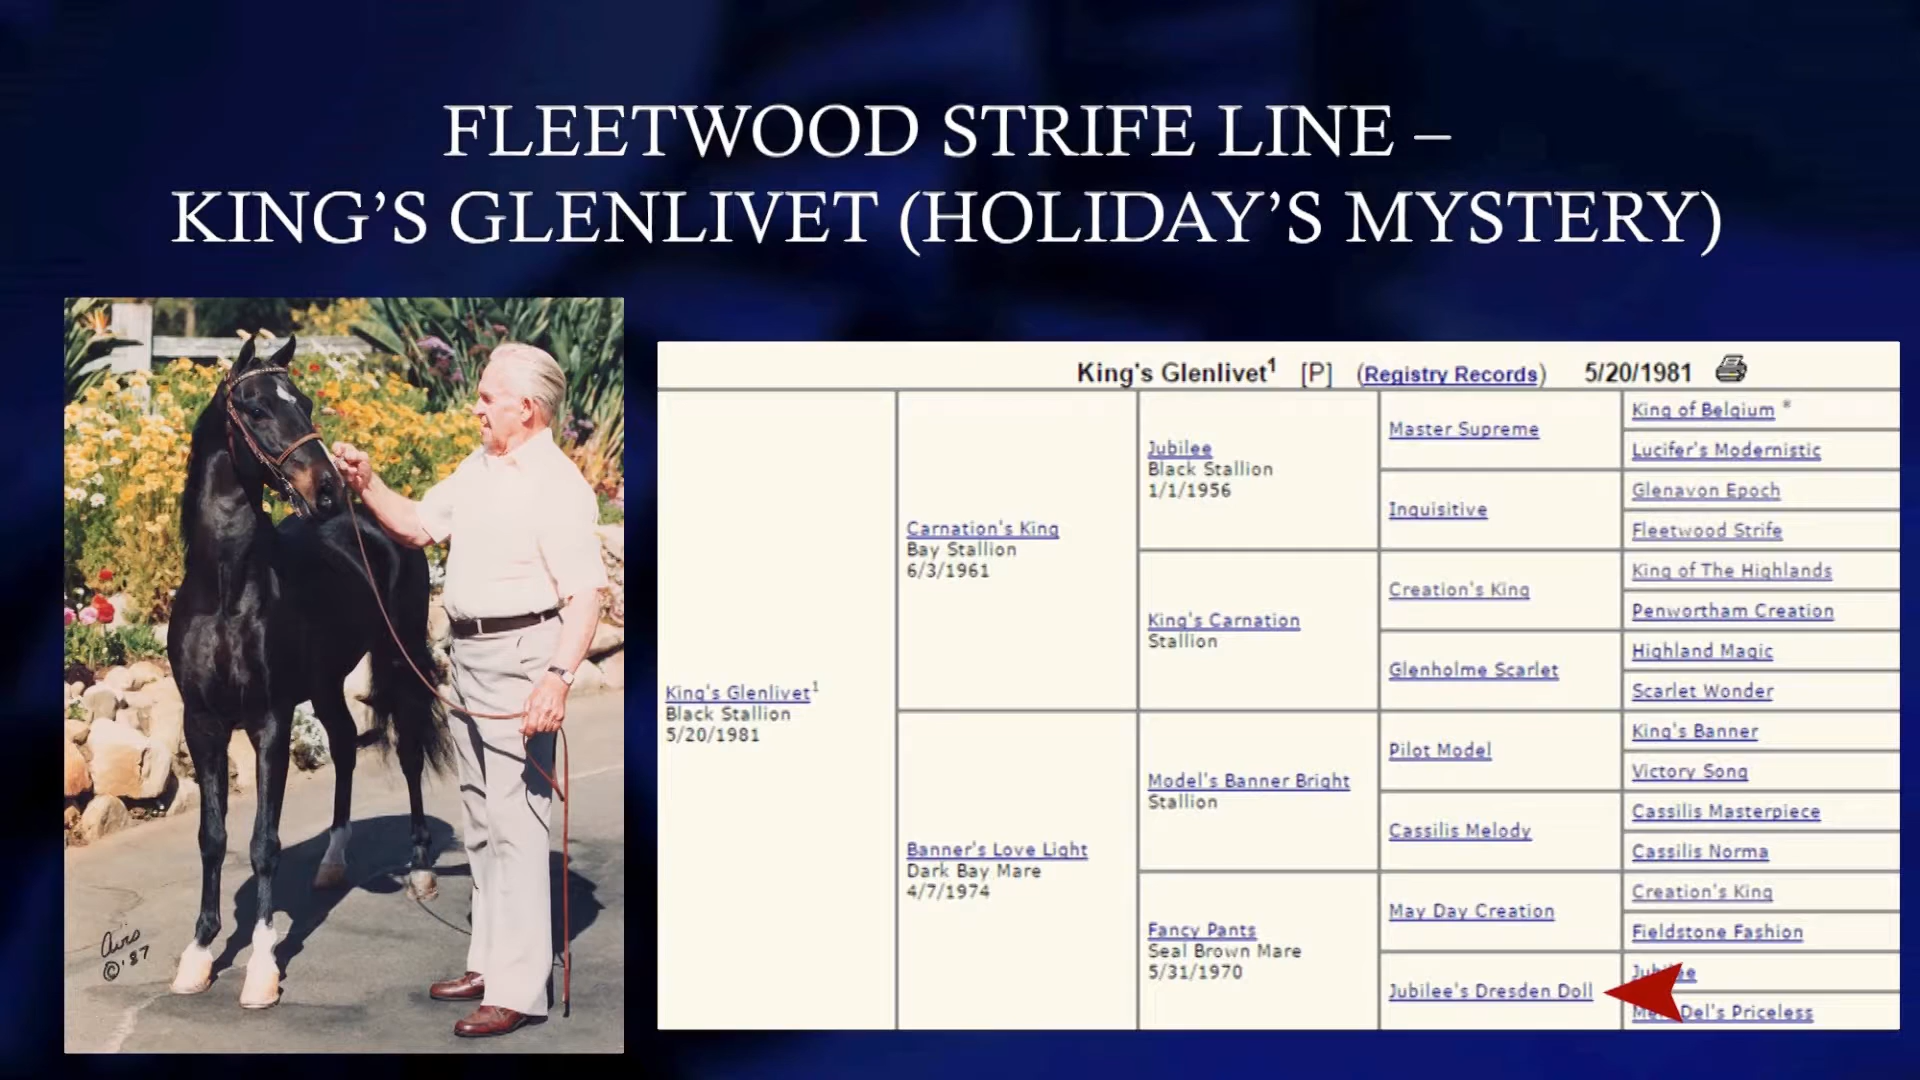 FLEETWOOD STRIFE LINE –
KING’S GLENLIVET (HOLIDAY’S MYSTERY)
King's Glenlivet1 [P] (Registry Records) 5/20/1981
King's Glenlivet1
Black Stallion
5/20/1981
Carnation's King
Bay Stallion
6/3/1961
Banner's Love Light
Dark Bay Mare
4/7/1974
Jubilee
Black Stallion
1/1/1956
King's Carnation
Stallion
Model's Banner Bright
Stallion
Fancy Pants
Seal Brown Mare
5/31/1970
Master Supreme
Inquisitive
Creation's King
Glenholme Scarlet
Pilot Model
Cassilis Melody
May Day Creation
Jubilee's Dresden Doll
King of Belgium *
Lucifer's Modernistic
Glenavon Epoch
Fleetwood Strife
King of The Highlands
Penwortham Creation
Highland Magic
Scarlet Wonder
King's Banner
Victory Song
Cassilis Masterpiece
Cassilis Norma
Creation's King
Fieldstone Fashion
Jubilee
Del's Priceless
© '87